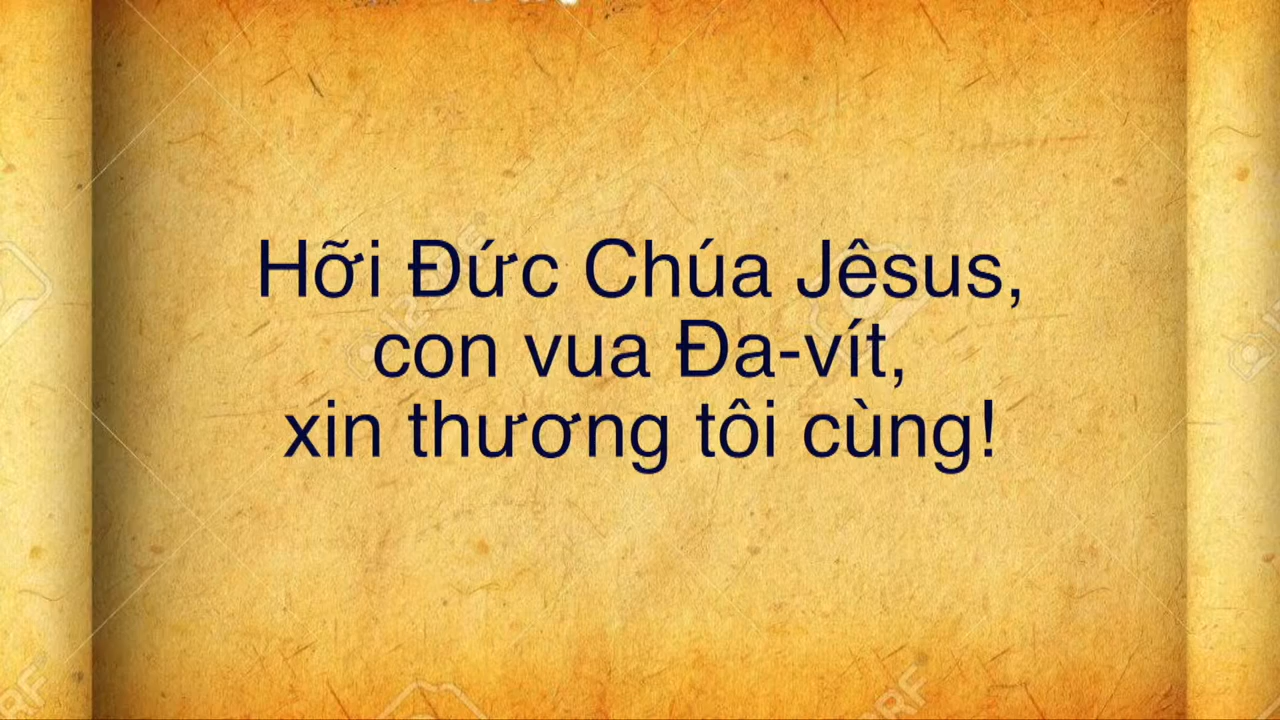 Hỡi Đức Chúa Jêsus,
con vua Đa-vít,
xin thương tôi cùng!